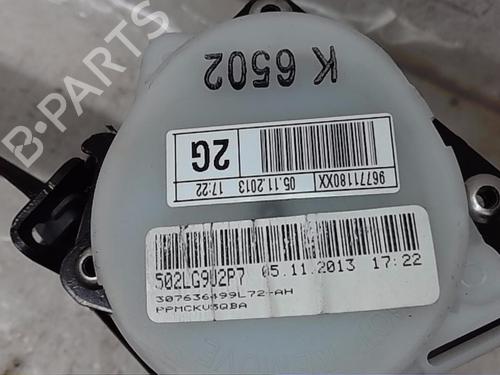 K 6502
B-PARTS
2G
96771180XX 05.11.2013 17:22
502LG9U2P7 05.11.2013 17:22
307636499L72-AH
PPMCKU3QBA